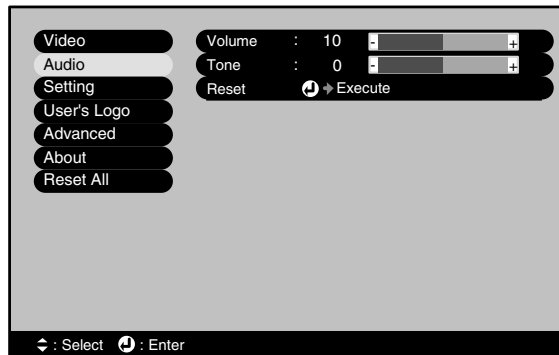 Video
Audio
Setting
User's Logo
Advanced
About
Reset All
Volume : 10 - +
Tone : 0 - +
Reset Execute
: Select : Enter